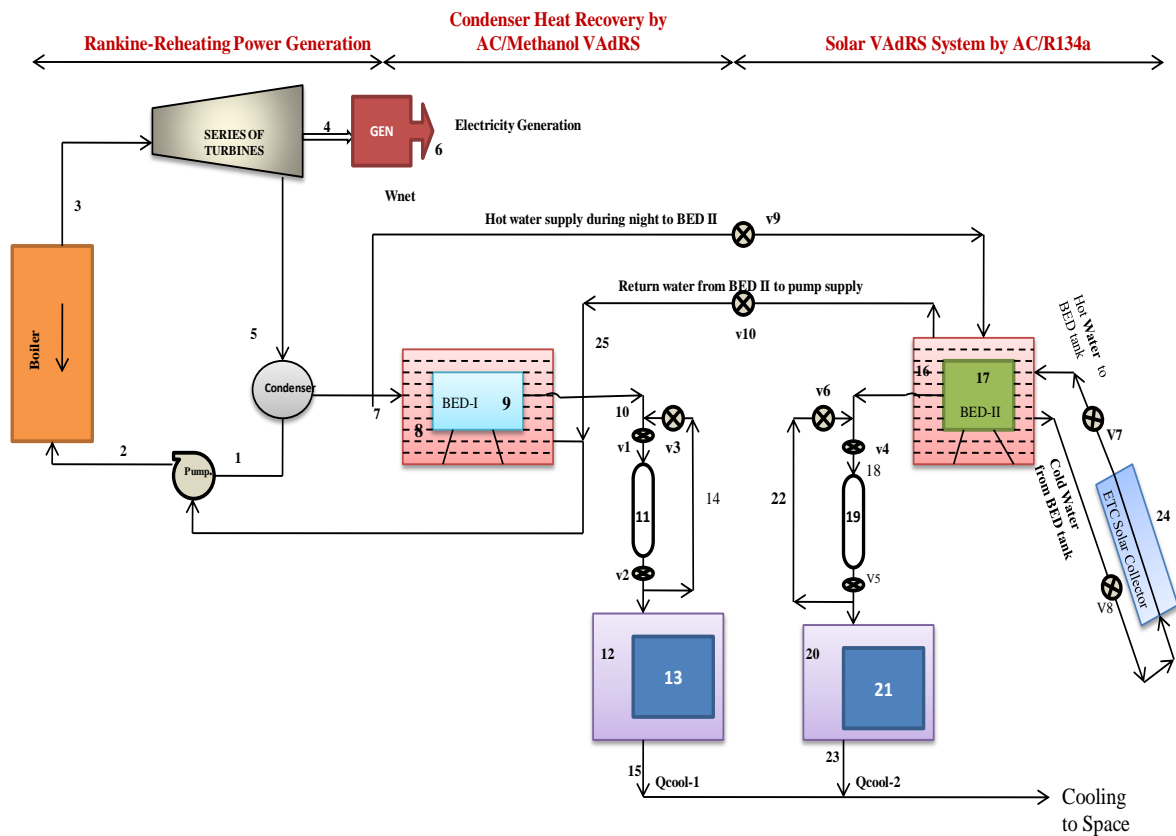 Condenser Heat Recovery by
AC/Methanol VAdRS
Rankine-Reheating Power Generation
Solar VAdRS System by AC/R134a
SERIES OF
TURBINES
4
GEN
6
Electricity Generation
Wnet
3
Hot water supply during night to BED II
v9
Return water from BED II to pump supply
v10
Boiler
5
25
Condenser
7
BED-I
9
8
10
v1
v3
16
17
BED-II
v6
v4
18
Hot Water to
BED tank
V7
Cold Water
from BED tank
ETC Solar Collector
24
V8
2
Pump.
1
11
14
22
19
v2
V5
12
13
20
21
15
Qcool-1
23
Qcool-2
Cooling
to Space